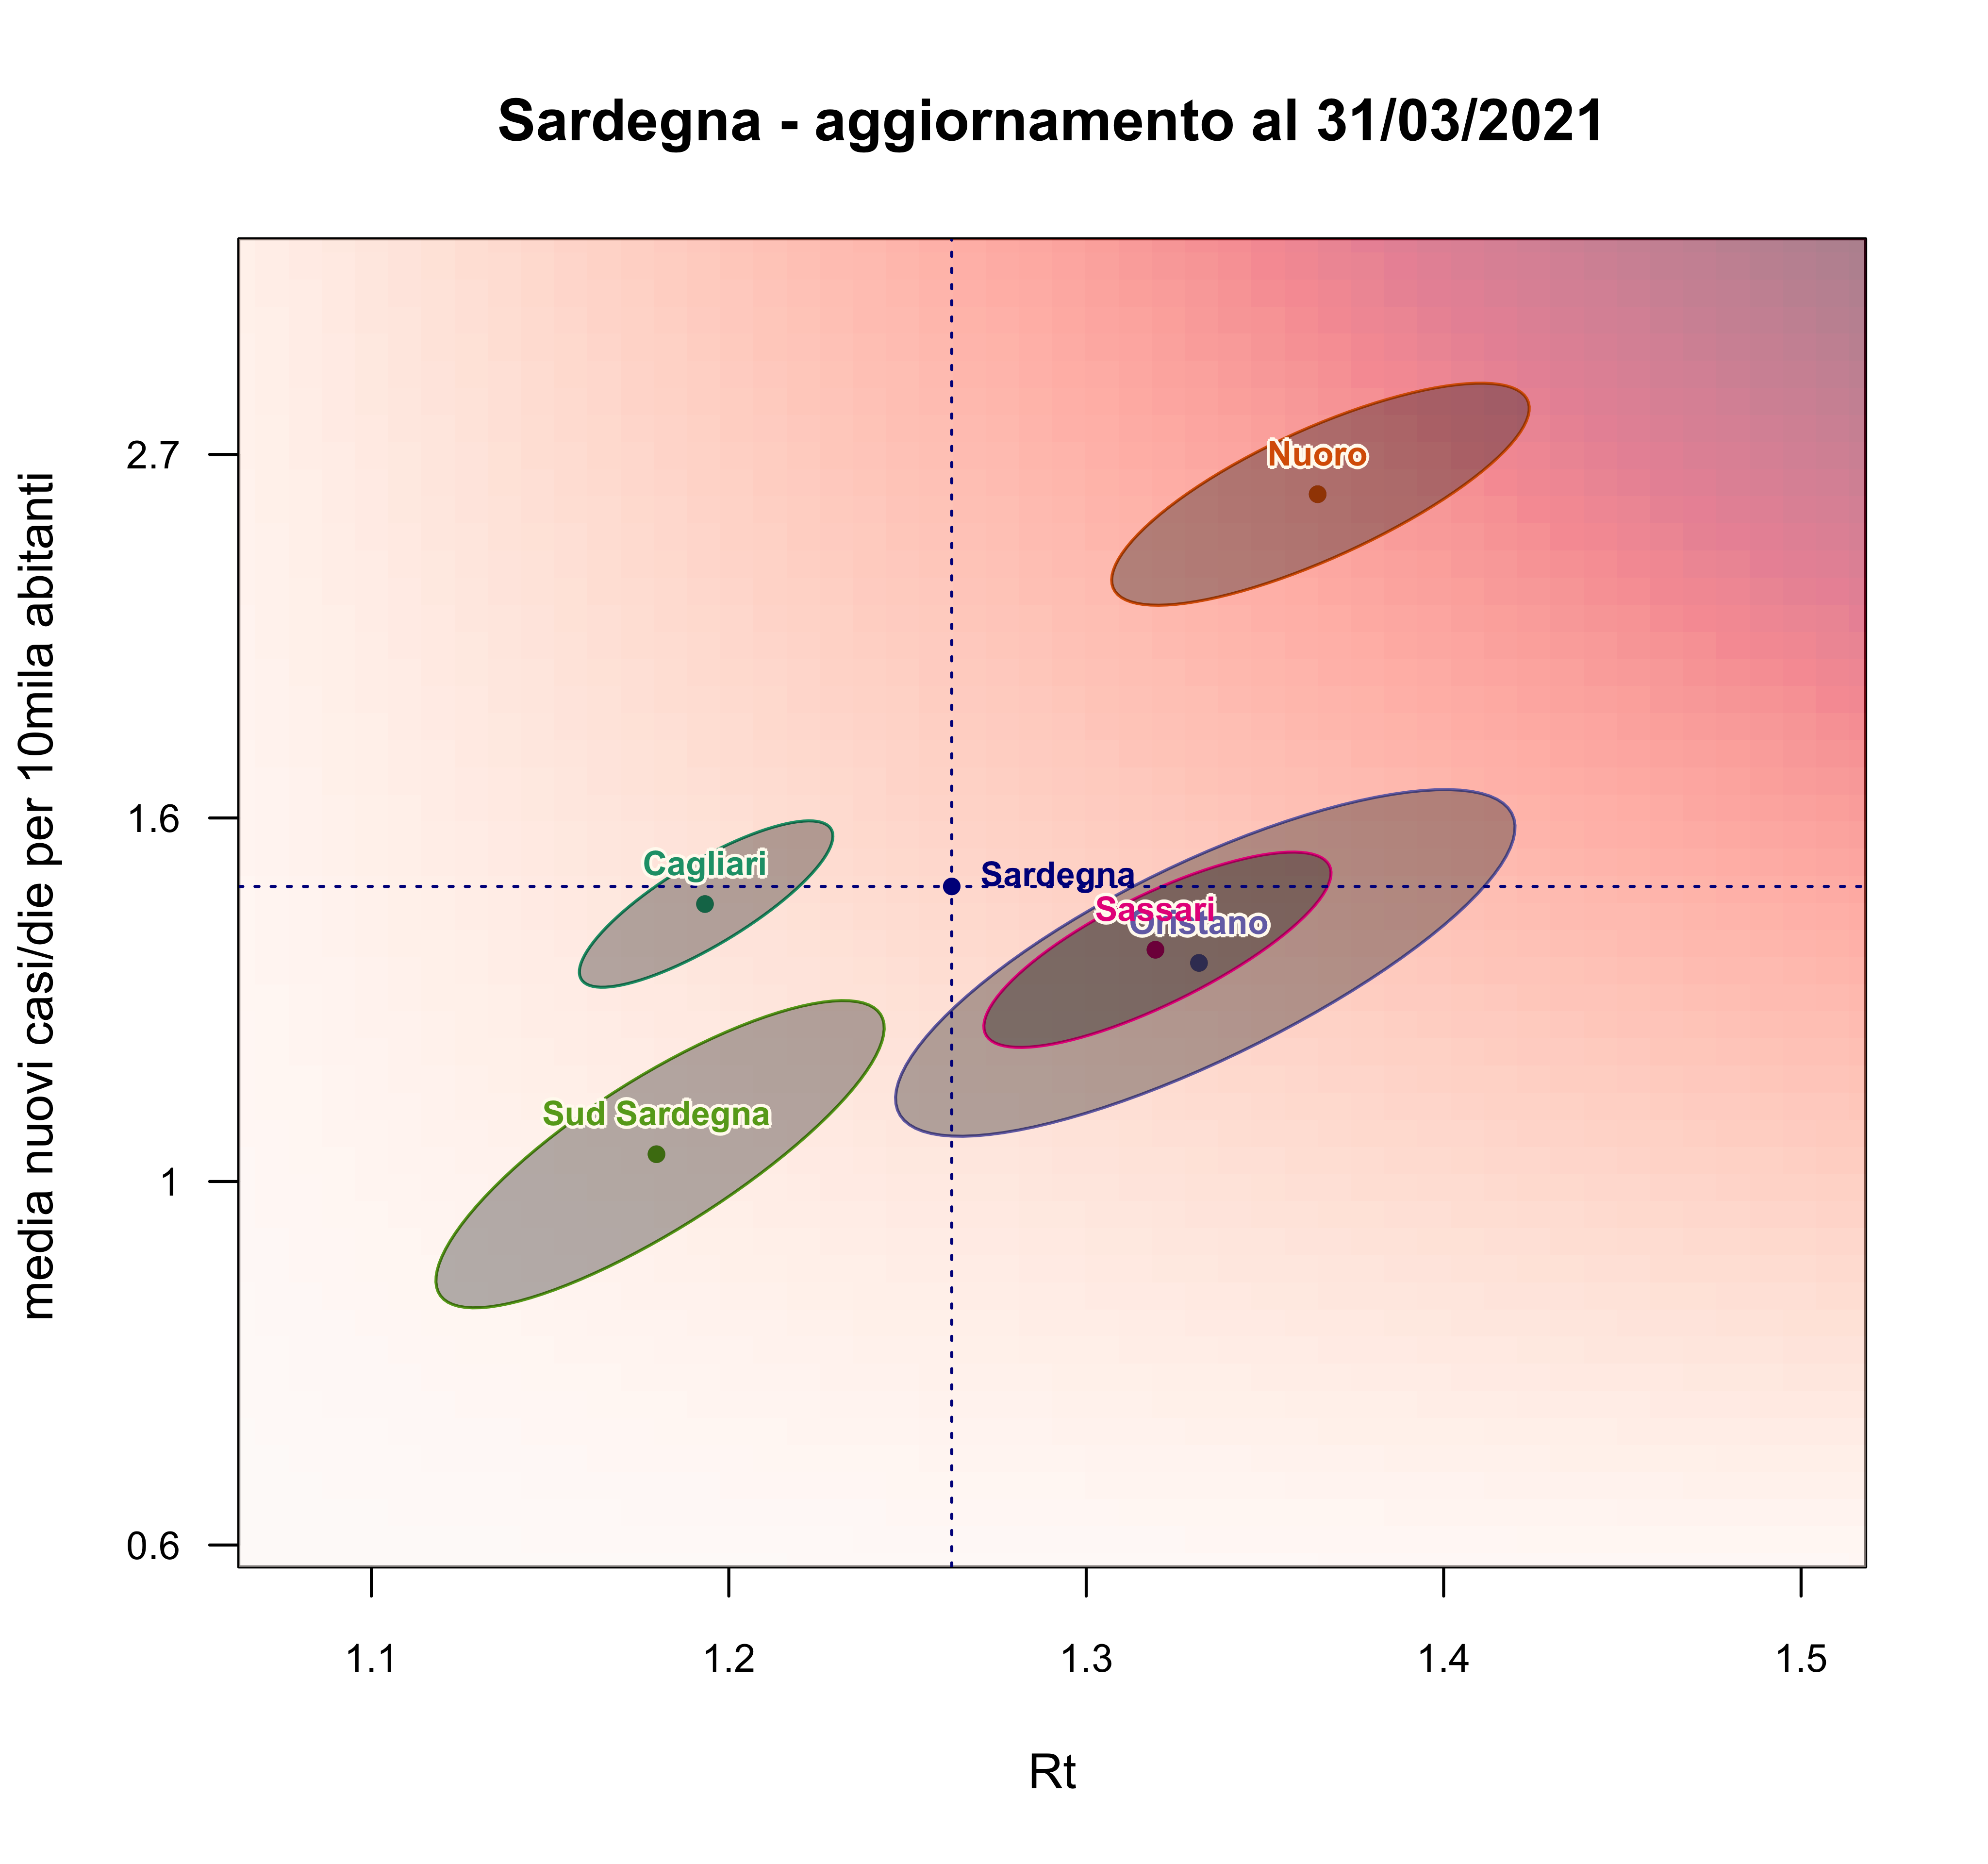 Sardegna - aggiornamento al 31/03/2021
media nuovi casi/die per 10mila abitanti
2.7
1.6
1
0.6
Nuoro
Cagliari
Sardegna
Sassari
Oristano
Sud Sardegna
1.1 1.2 1.3 1.4 1.5
Rt